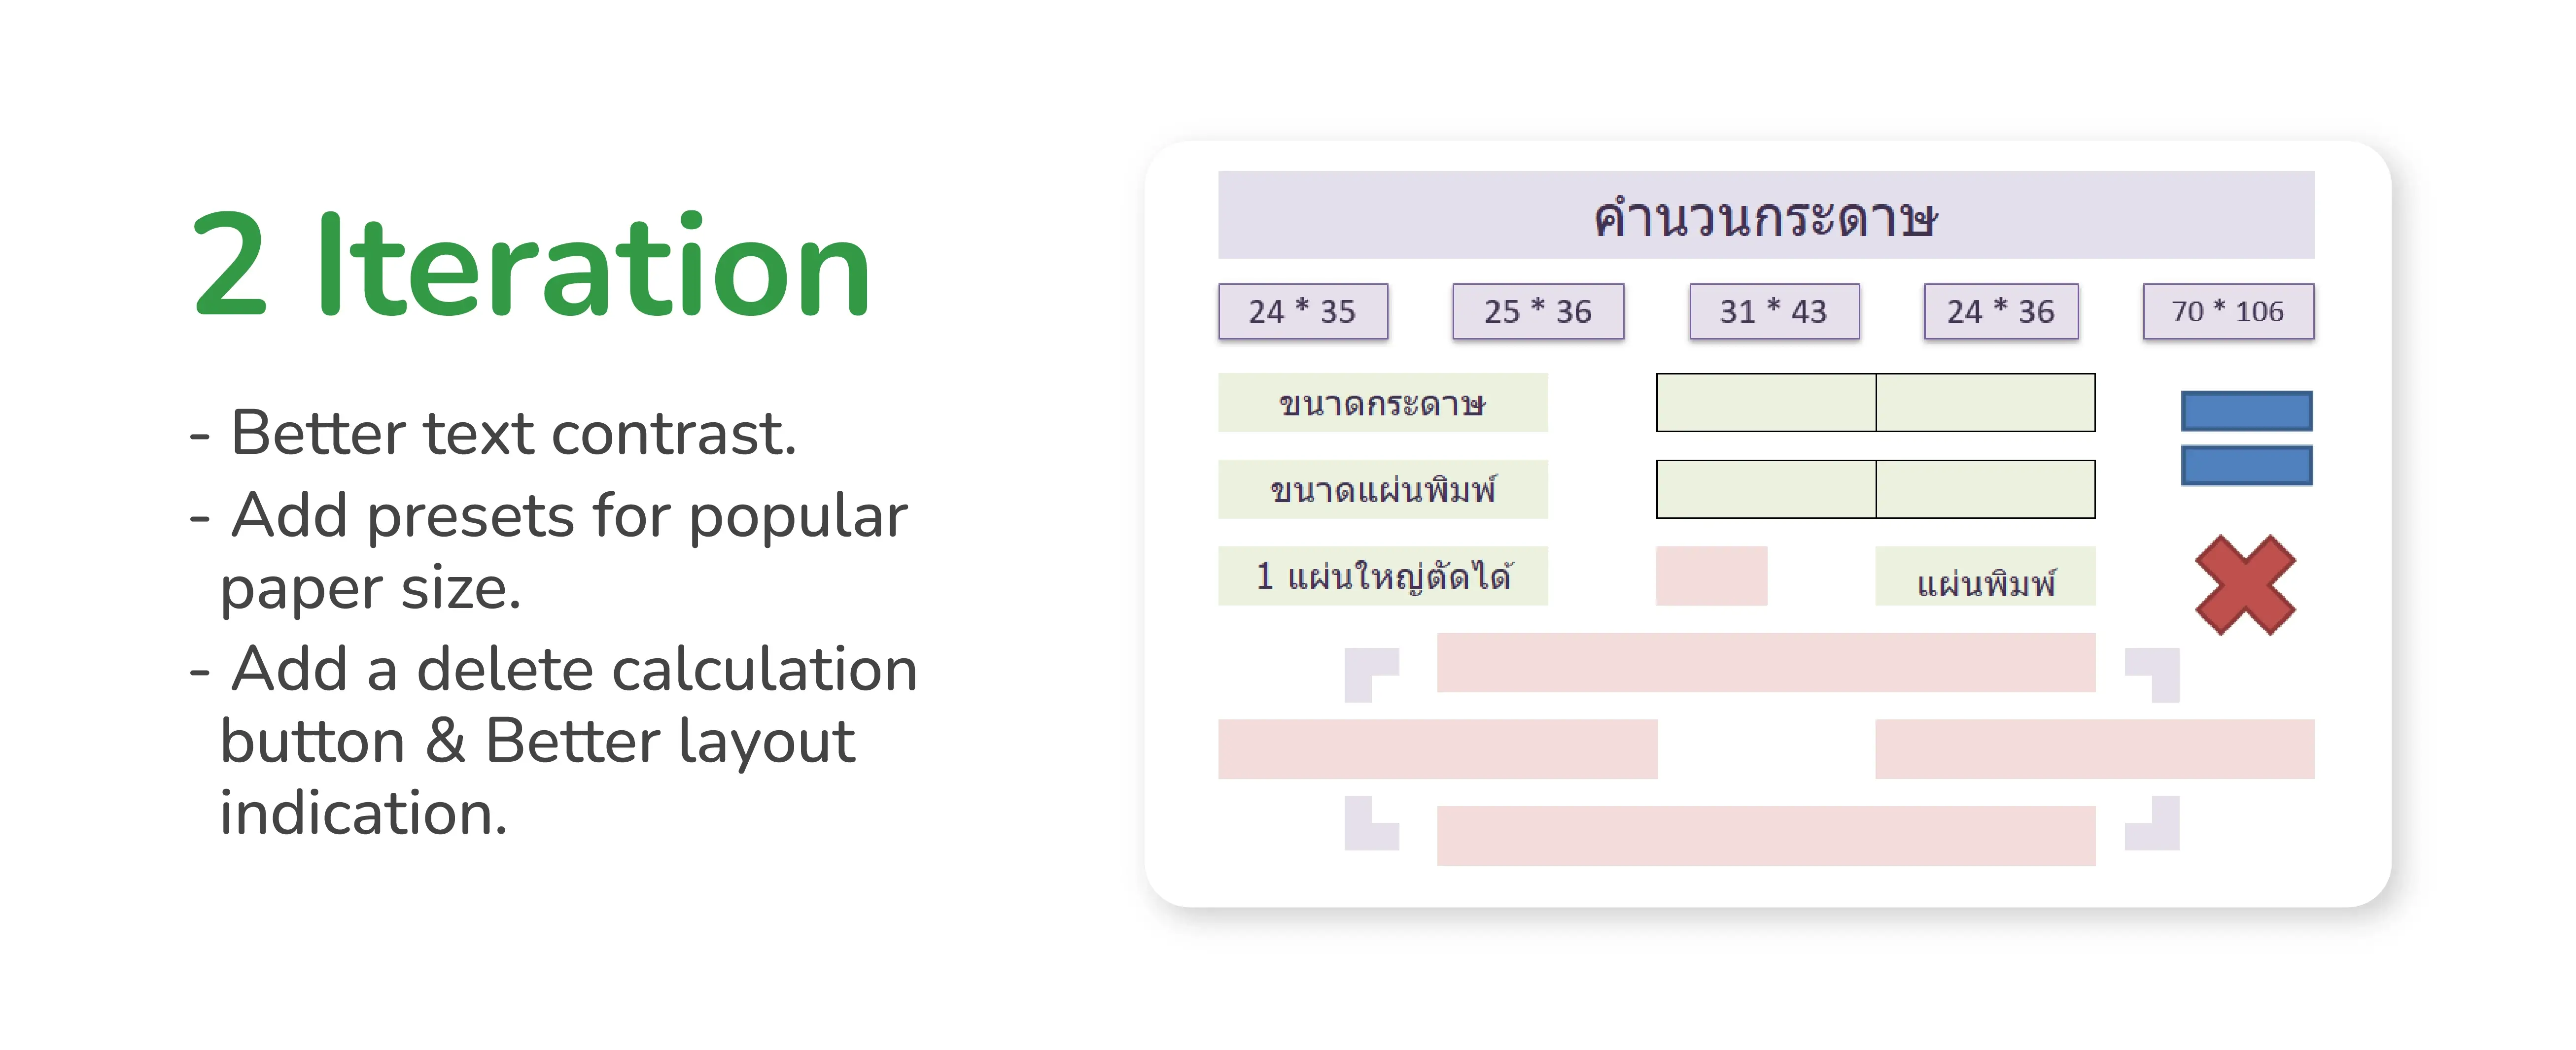 2 Iteration
- Better text contrast.
- Add presets for popular
paper size.
- Add a delete calculation
button & Better layout
indication.
คำนวนกระดาษ
24 * 35 25 * 36 31 * 43 24 * 36 70 * 106
ขนาดกระดาษ
ขนาดแผ่นพิมพ์
1 แผ่นใหญ่ตัดได้ แผ่นพิมพ์